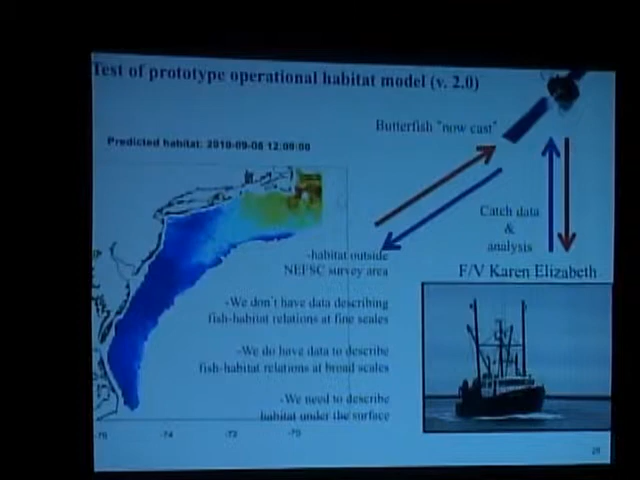 Test of prototype operational habitat model (v. 2.0)
Butterfish "now cast"
Predicted habitat: 2010-09-08 12:00:00
Catch data
&
analysis
-habitat outside
NEFSC survey area
F/V Karen Elizabeth
-We don't have data describing
fish-habitat relations at fine scales
-We do have data to describe
fish-habitat relations at broad scales
-We need to describe
habitat under the surface
-76 -74 -72 -70